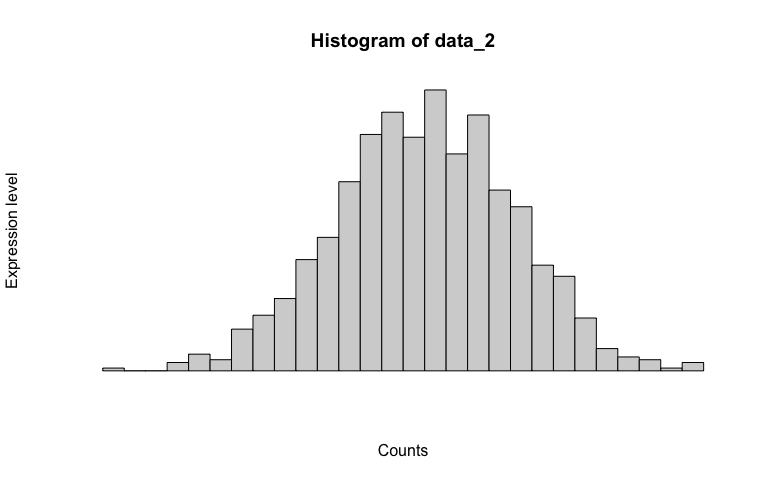 Histogram of data_2
Expression level
Counts